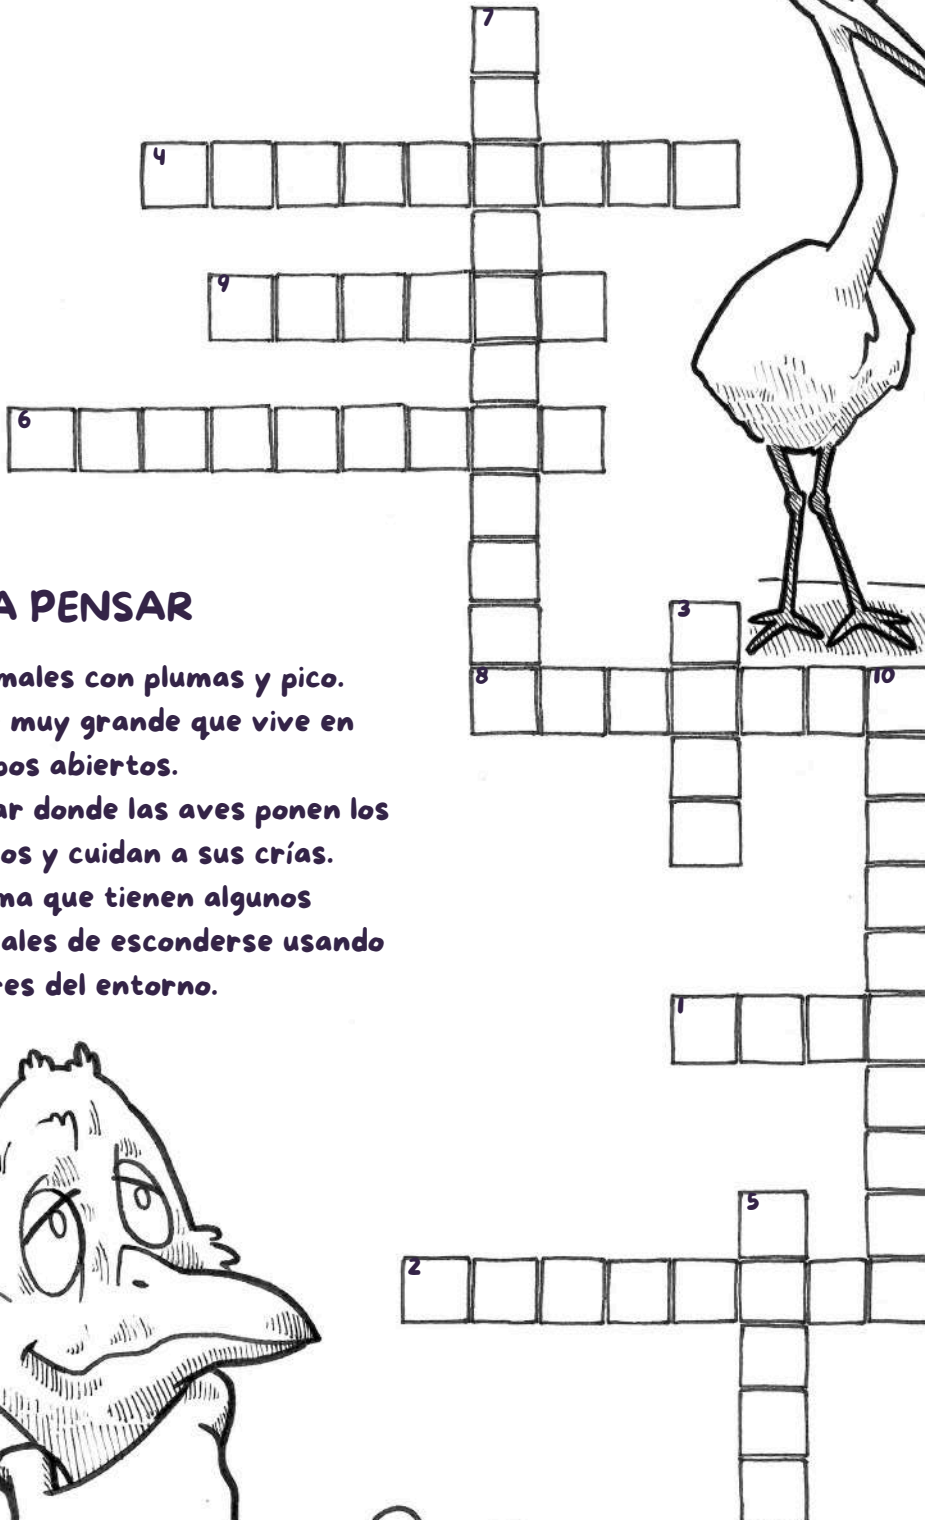 7
4
9
6
A PENSAR
3
males con plumas y pico.
8
10
muy grande que vive en
pos abiertos.
ar donde las aves ponen los
os y cuidan a sus crías.
ma que tienen algunos
ales de esconderse usando
res del entorno.
1
5
2